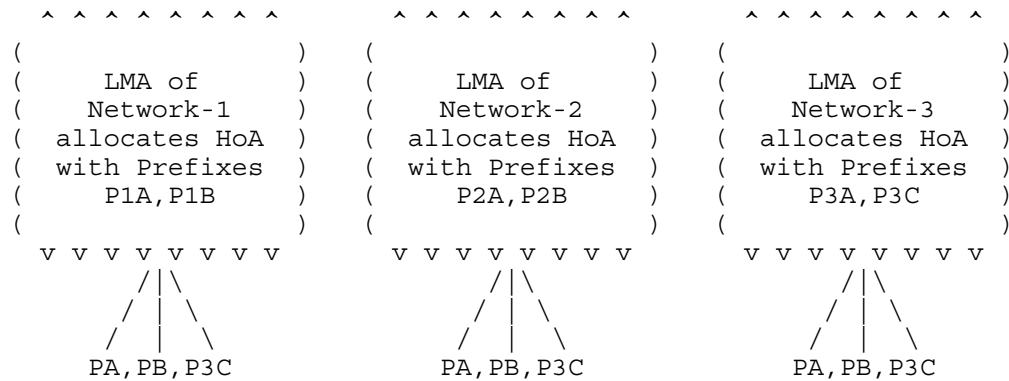 ^ ^ ^ ^ ^ ^ ^ ^      ^ ^ ^ ^ ^ ^ ^ ^      ^ ^ ^ ^ ^ ^ ^ ^
(                    )   (                    )   (                    )
(      LMA of        )   (      LMA of        )   (      LMA of        )
(     Network-1      )   (     Network-2      )   (     Network-3      )
(   allocates HoA    )   (   allocates HoA    )   (   allocates HoA    )
(   with Prefixes    )   (   with Prefixes    )   (   with Prefixes    )
(      P1A,P1B       )   (      P2A,P2B       )   (      P3A,P3C       )
(                    )   (                    )   (                    )
v v v v v v v v      v v v v v v v v      v v v v v v v v
/|\                      /|\                      /|\
/ | \                    / | \                    / | \
/  |  \                  /  |  \                  /  |  \
PA,PB,P3C                PA,PB,P3C                PA,PB,P3C